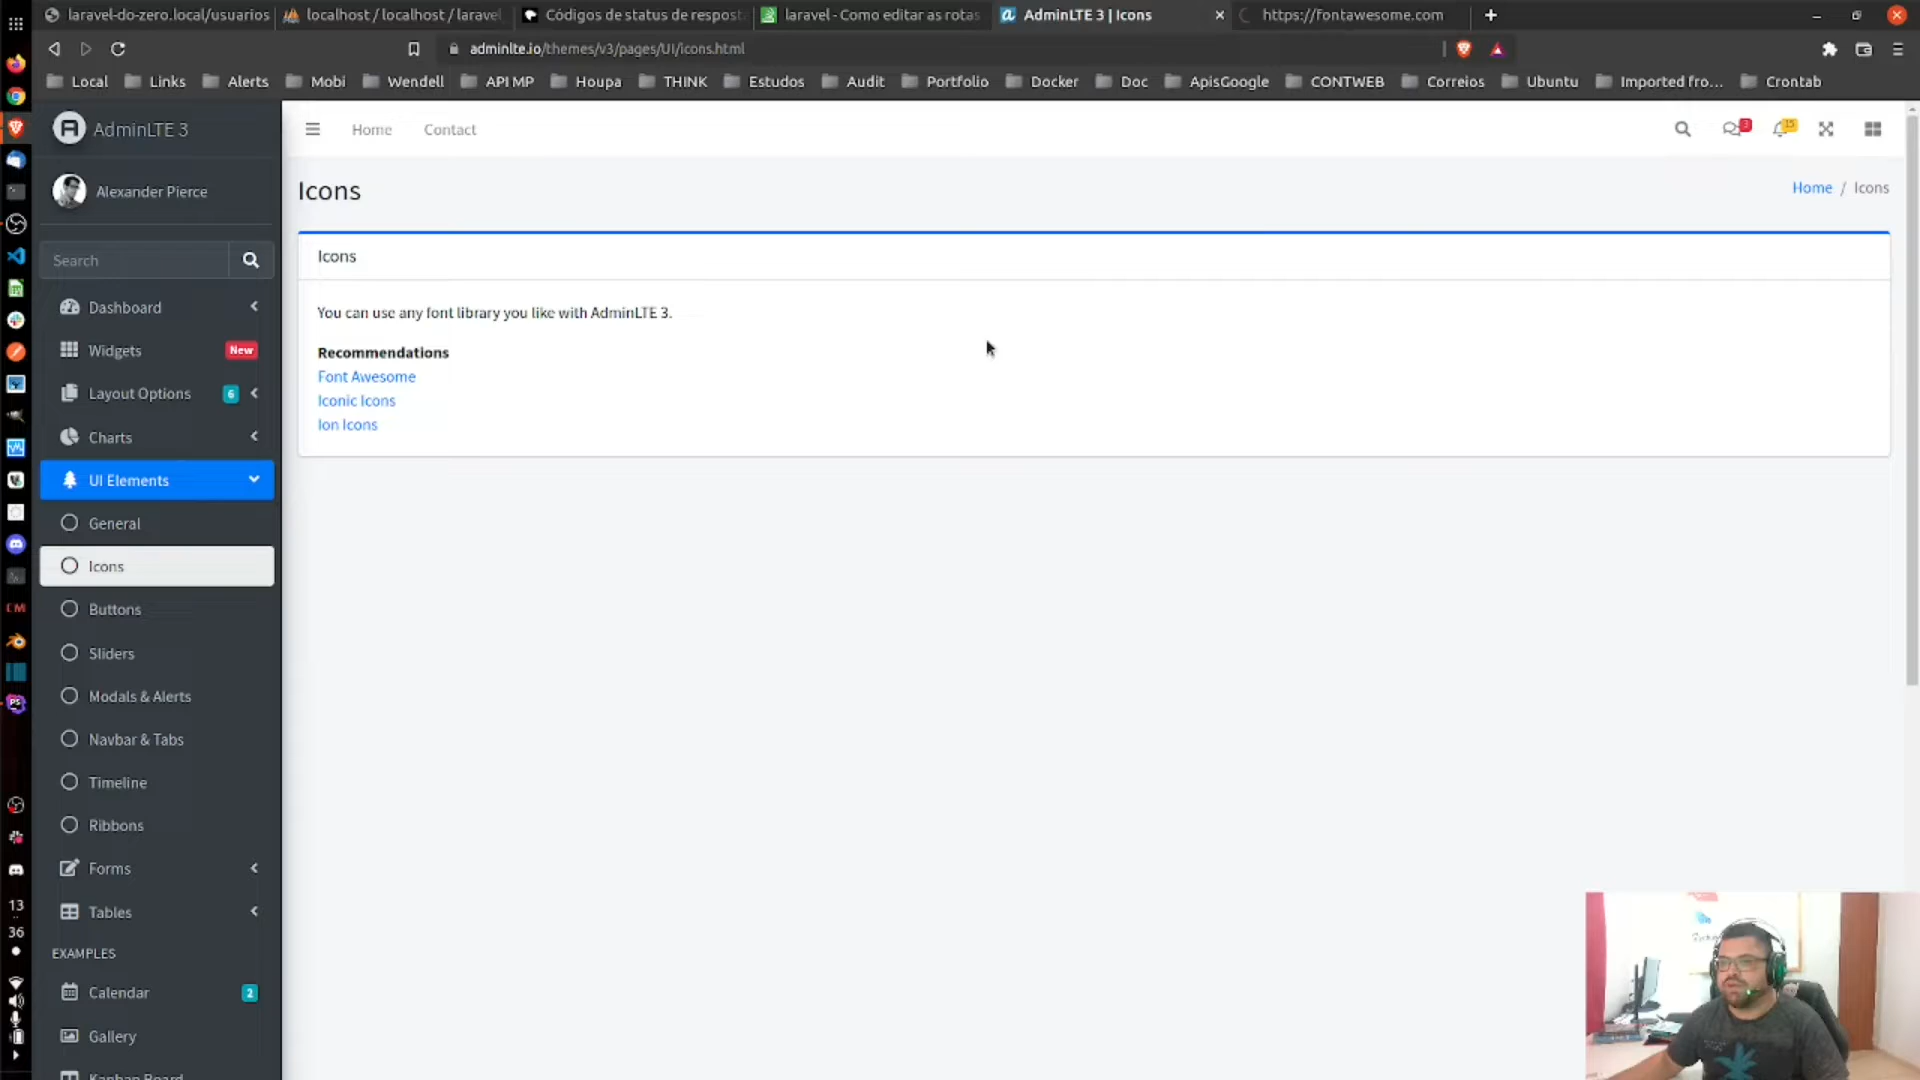 laravel-do-zero.local/usuarios
localhost / localhost / laravel
Códigos de status de respost
laravel - Como editar as rotas
AdminLTE 3 | Icons
https://fontawesome.com
adminlte.io/themes/v3/pages/UI/icons.html
Local
Links
Alerts
Mobi
Wendell
API MP
Houpa
THINK
Estudos
Audit
Portfolio
Docker
Doc
ApisGoogle
CONTWEB
Correios
Ubuntu
Imported fro...
Crontab
AdminLTE 3
Home
Contact
3
15
Alexander Pierce
Icons
Home / Icons
Search
Icons
Dashboard
You can use any font library you like with AdminLTE 3.
Widgets
New
Recommendations
Font Awesome
Layout Options
6
Iconic Icons
Ion Icons
Charts
UI Elements
General
Icons
Buttons
Sliders
Modals & Alerts
Navbar & Tabs
Timeline
Ribbons
Forms
Tables
13
36
EXAMPLES
Calendar
2
Gallery
Kanban Board